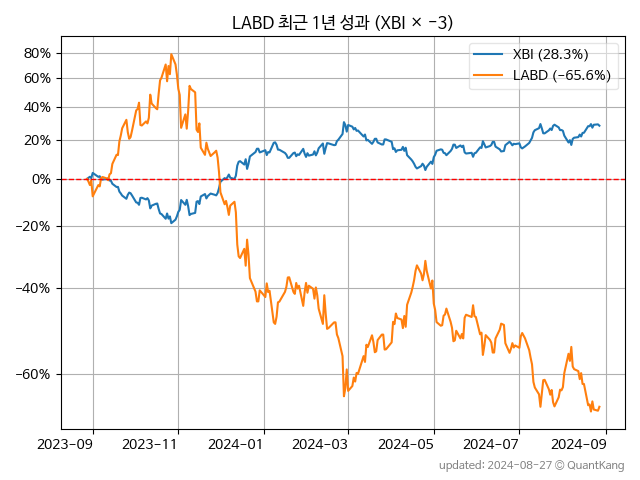 LABD 최근 1년 성과 (XBI × −3)
XBI (28.3%)
LABD (−65.6%)
80%
60%
40%
20%
0%
−20%
−40%
−60%
2023-09 2023-11 2024-01 2024-03 2024-05 2024-07 2024-09
updated: 2024-08-27 © QuantKang